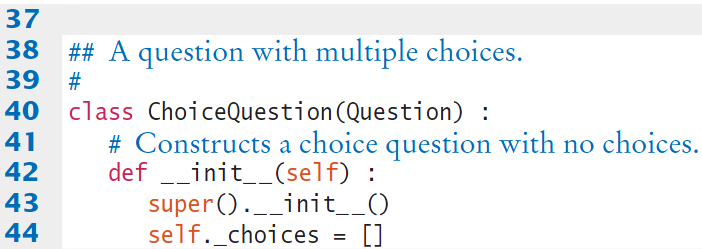 37
38 ## A question with multiple choices.
39 #
40 class ChoiceQuestion(Question) :
41 # Constructs a choice question with no choices.
42 def __init__(self) :
43 super().__init__()
44 self._choices = []